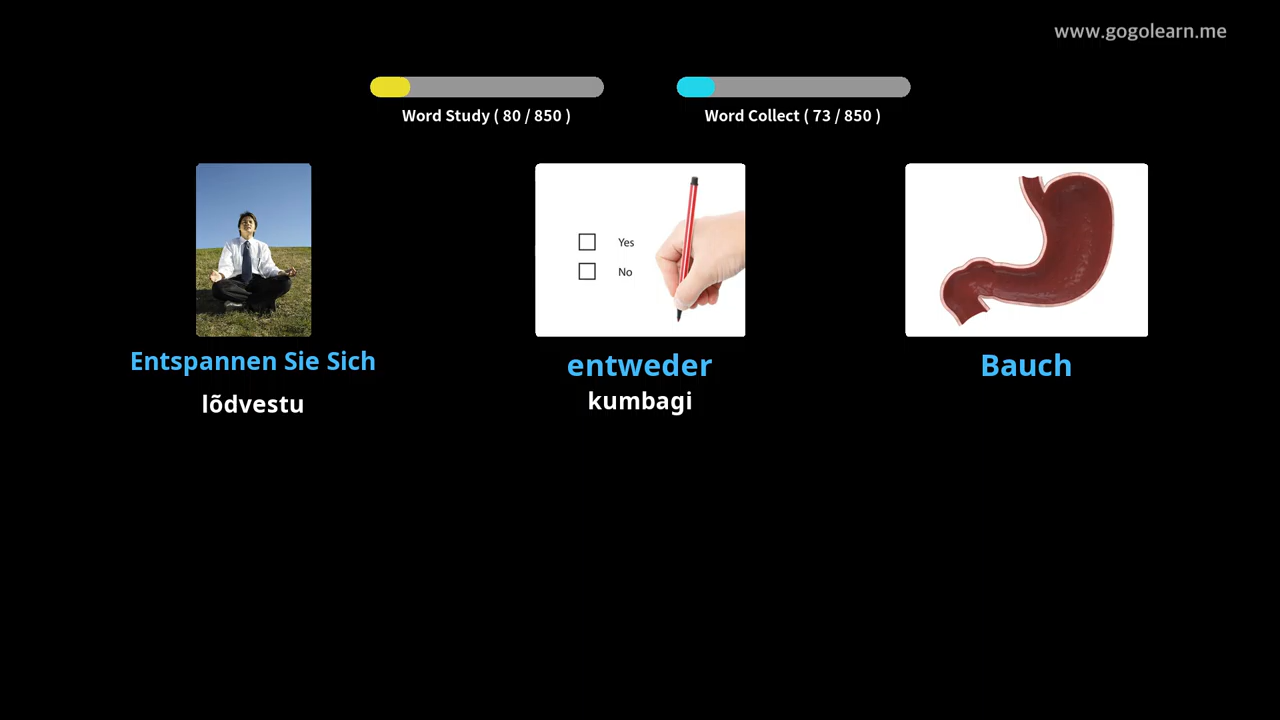 www.gogolearn.me
Word Study ( 80 / 850 )
Word Collect ( 73 / 850 )
Yes
No
Entspannen Sie Sich
entweder
Bauch
lõdvestu
kumbagi